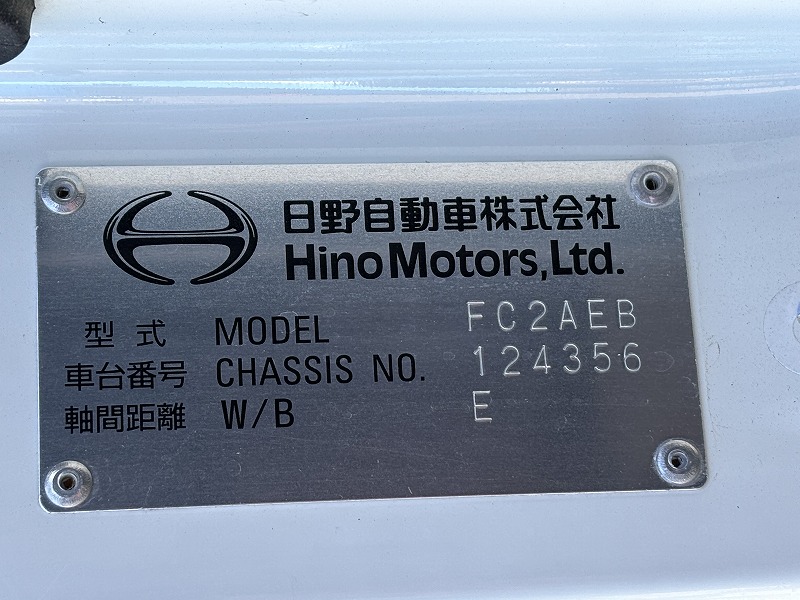 日野自動車株式会社
Hino Motors,Ltd.
型式 MODEL FC2AEB
車台番号 CHASSIS NO. 124356
軸間距離 W/B E